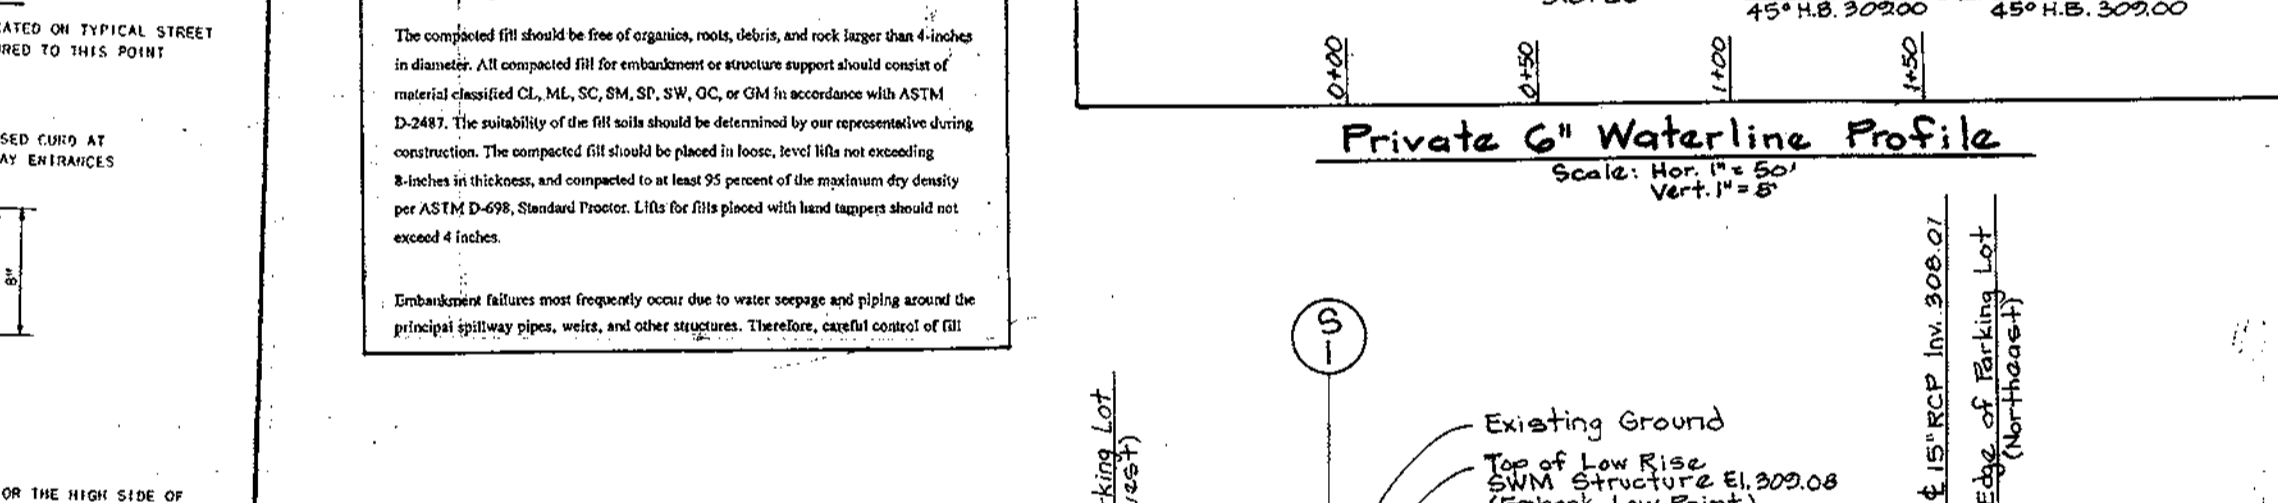 ATED ON TYPICAL STREET
RED TO THIS POINT
SED CURB AT
AY ENTRANCES
8"
OR THE HIGH SIDE OF
The compacted fill should be free of organics, roots, debris, and rock larger than 4-inches
in diameter. All compacted fill for embankment or structure support should consist of
material classified CL, ML, SC, SM, SP, SW, GC, or GM in accordance with ASTM
D-2487. The suitability of the fill soils should be determined by our representative during
construction. The compacted fill should be placed in loose, level lifts not exceeding
8-inches in thickness, and compacted to at least 95 percent of the maximum dry density
per ASTM D-698, Standard Proctor. Lifts for fills placed with hand tampers should not
exceed 4 inches.
Embankment failures most frequently occur due to water seepage and piping around the
principal spillway pipes, weirs, and other structures. Therefore, careful control of fill
45° H.B. 309.00
45° H.B. 309.00
0+00
0+50
1+00
1+50
Private 6" Waterline Profile
Scale: Hor. 1" = 50'
Vert. 1" = 5'
S
1
rking Lot
Existing Ground
Top of Low Rise
SWM Structure El. 309.08
(Embank. Low Point)
℄ 15" RCP Inv. 308.01
Edge of Parking Lot
(Northeast)